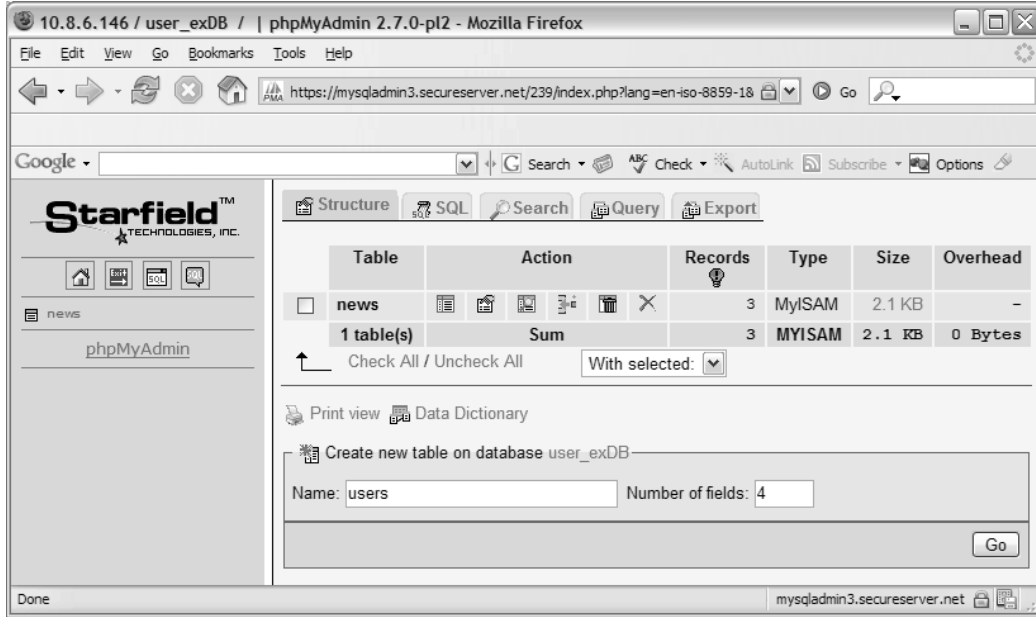 10.8.6.146 / user_exDB / | phpMyAdmin 2.7.0-pl2 - Mozilla Firefox
File Edit View Go Bookmarks Tools Help
https://mysqladmin3.secureserver.net/239/index.php?lang=en-iso-8859-1& Go
Google Search Check AutoLink Subscribe Options
Starfield™
TECHNOLOGIES, INC.
news
phpMyAdmin
Structure SQL Search Query Export
Table Action Records Type Size Overhead
news 3 MyISAM 2.1 KB -
1 table(s) Sum 3 MYISAM 2.1 KB 0 Bytes
Check All / Uncheck All With selected:
Print view Data Dictionary
Create new table on database user_exDB
Name: users Number of fields: 4
Go
Done mysqladmin3.secureserver.net